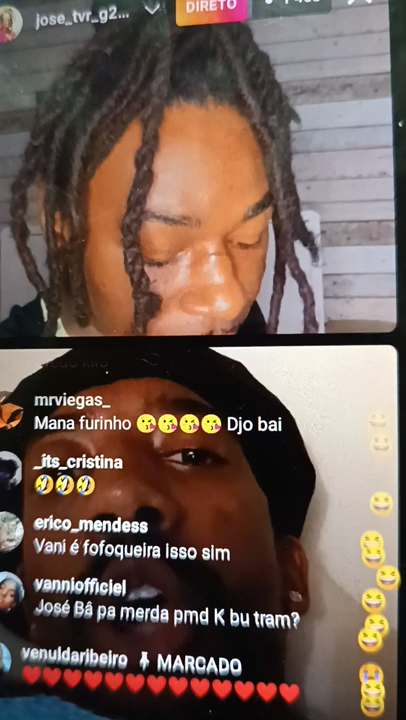 jose_tvr_g2...
DIRETO
mrviegas_
Mana furinho 😘😘😘😘 Djo bai
_its_cristina
🤣🤣🤣
erico_mendess
Vani é fofoqueira Isso sim
vanniofficiel
José Bâ pa merda pmd K bu tram?
venuldaribeiro MARCADO
❤️❤️❤️❤️❤️❤️❤️❤️❤️❤️❤️❤️❤️